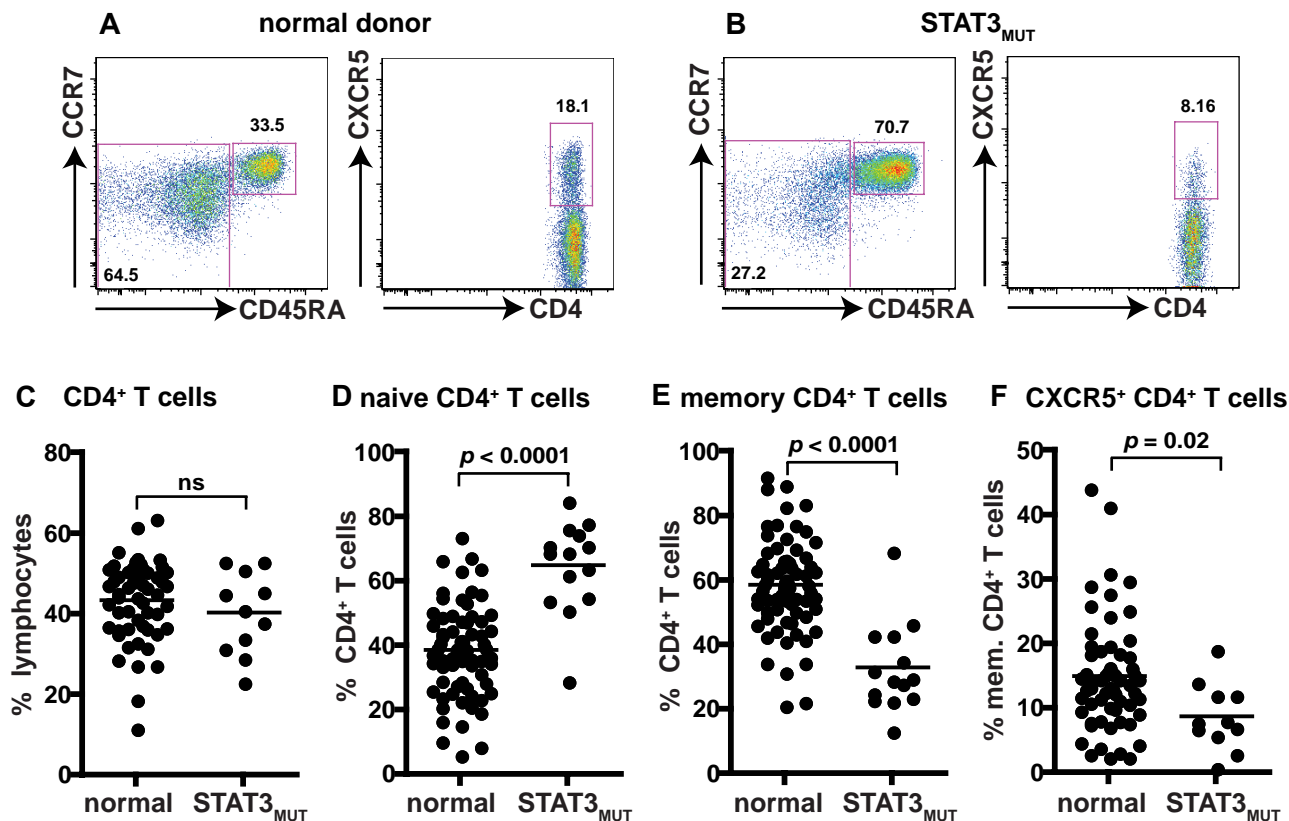 A normal donor
B STAT3MUT
CCR7
33.5
64.5
CD45RA
CXCR5
18.1
CD4
CCR7
70.7
27.2
CD45RA
CXCR5
8.16
CD4
C CD4+ T cells
% lymphocytes
80
60
40
20
0
ns
normal STAT3MUT
D naive CD4+ T cells
% CD4+ T cells
100
80
60
40
20
0
p < 0.0001
normal STAT3MUT
E memory CD4+ T cells
% CD4+ T cells
100
80
60
40
20
0
p < 0.0001
normal STAT3MUT
F CXCR5+ CD4+ T cells
% mem. CD4+ T cells
50
40
30
20
10
0
p = 0.02
normal STAT3MUT